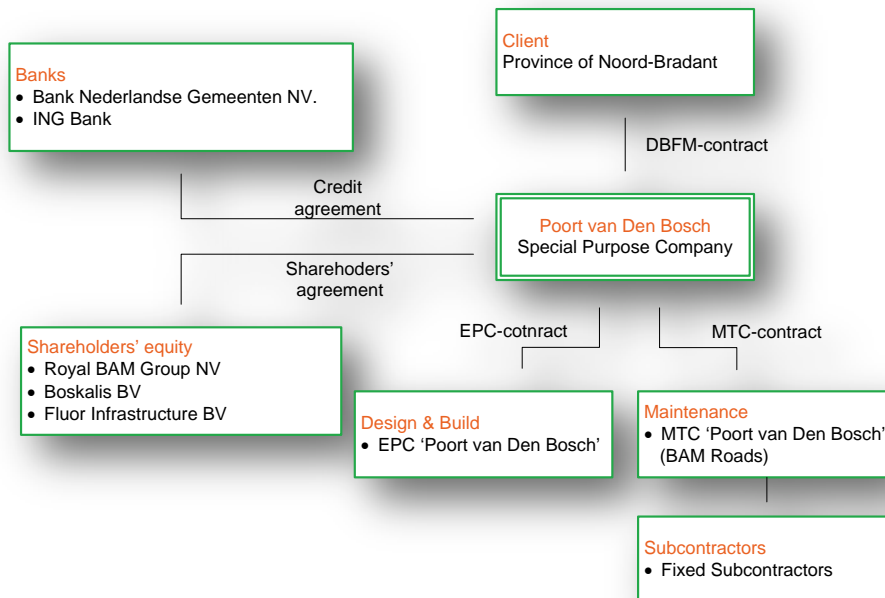 Client
Province of Noord-Bradant
Banks
• Bank Nederlandse Gemeenten NV.
• ING Bank
DBFM-contract
Credit
agreement
Poort van Den Bosch
Special Purpose Company
Sharehoders'
agreement
EPC-cotnract
MTC-contract
Shareholders' equity
• Royal BAM Group NV
• Boskalis BV
• Fluor Infrastructure BV
Design & Build
• EPC 'Poort van Den Bosch'
Maintenance
• MTC 'Poort van Den Bosch'
(BAM Roads)
Subcontractors
• Fixed Subcontractors